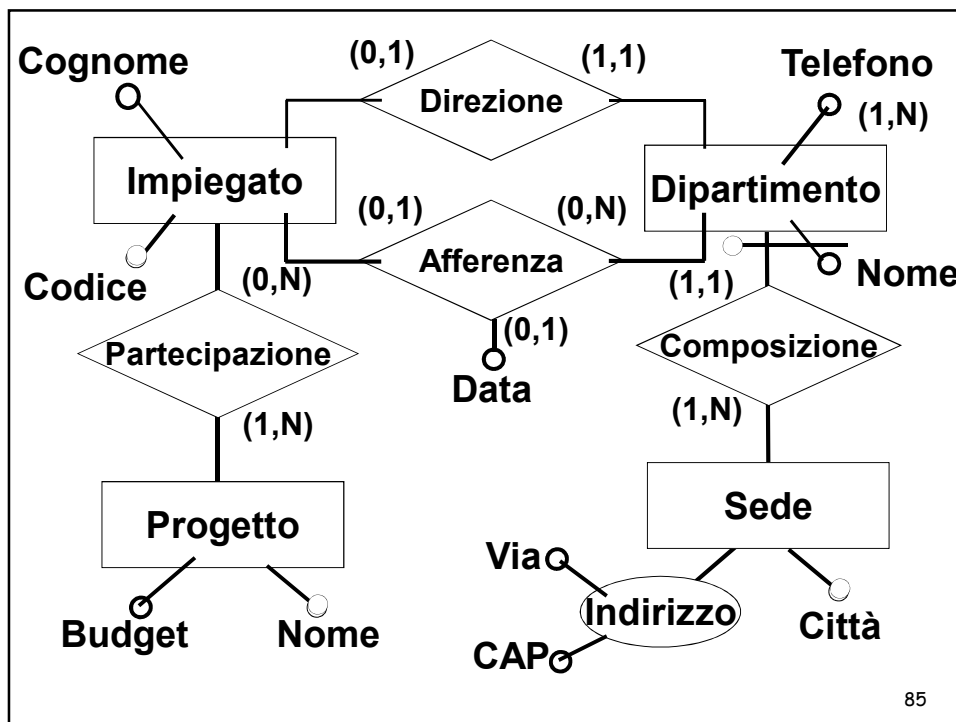 (0,1)
(1,1)
Cognome
Telefono
Direzione
(1,N)
Impiegato
Dipartimento
(0,1)
(0,N)
Afferenza
Codice
(0,N)
(1,1)
Nome
(0,1)
Partecipazione
Composizione
Data
(1,N)
(1,N)
Progetto
Sede
Via
Indirizzo
Budget
Nome
Città
CAP
85